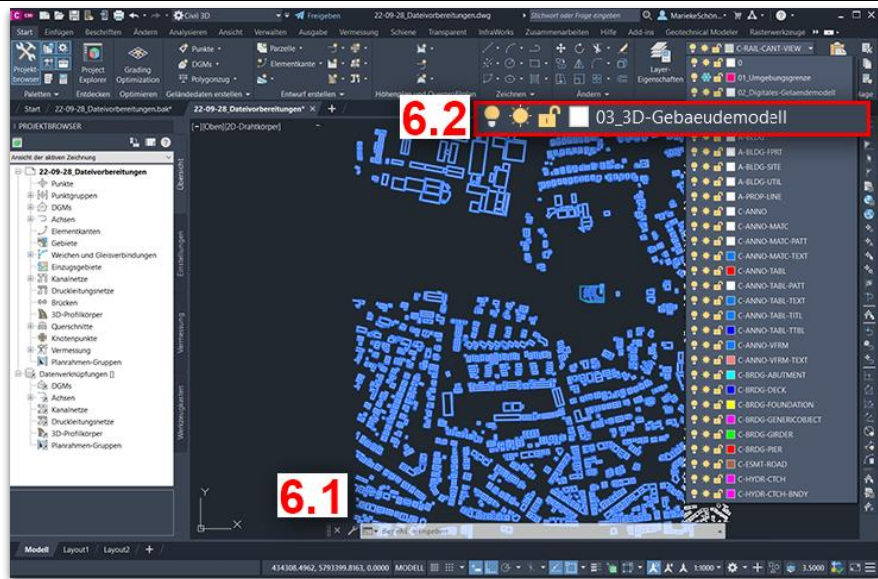 Civil 3D
Freigeben
22-09-28_Dateivorbereitungen.dwg
Stichwort oder Frage eingeben
MariekeSchön...
Start Einfügen Beschriften Ändern Analysieren Ansicht Verwalten Ausgabe Vermessung Schiene Transparent InfraWorks Zusammenarbeiten Hilfe Add-ins Geotechnical Modeler Rasterwerkzeuge
Projekt-browser
Project Explorer
Grading Optimization
Punkte
DGMs
Polygonzug
Parzelle
Elementkante
Layer-Eigenschaften
C-RAIL-CANT-VIEW
0
01_Umgebungsgrenze
02_Digitales-Gelaendemodell
Paletten Entdecken Optimieren Geländedaten erstellen Entwurf erstellen Zeichnen Ändern
Start / 22-09-28_Dateivorbereitungen.bak* 22-09-28_Dateivorbereitungen*
6.2
03_3D-Gebaeudemodell
PROJEKTBROWSER
[-][Oben][2D-Drahtkörper]
Ansicht der aktiven Zeichnung
22-09-28_Dateivorbereitungen
Punkte
Punktgruppen
DGMs
Achsen
Elementkanten
Gebiete
Weichen und Gleisverbindungen
Einzugsgebiete
Kanalnetze
Druckleitungsnetze
Brücken
3D-Profilkörper
Querschnitte
Knotenpunkte
Vermessung
Planrahmen-Gruppen
Datenverknüpfungen []
DGMs
Achsen
Kanalnetze
Druckleitungsnetze
3D-Profilkörper
Planrahmen-Gruppen
Übersicht
Einstellungen
Vermessung
Werkzeugkasten
A-BLDG-FPRT
A-BLDG-SITE
A-BLDG-UTIL
A-PROP-LINE
C-ANNO
C-ANNO-MATC
C-ANNO-MATC-PATT
C-ANNO-MATC-TEXT
C-ANNO-TABL
C-ANNO-TABL-PATT
C-ANNO-TABL-TEXT
C-ANNO-TABL-TITL
C-ANNO-TABL-TTBL
C-ANNO-VFRM
C-ANNO-VFRM-TEXT
C-BRDG-ABUTMENT
C-BRDG-DECK
C-BRDG-FOUNDATION
C-BRDG-GENERICOBJECT
C-BRDG-GIRDER
C-BRDG-PIER
C-ESMT-ROAD
C-HYDR-CTCH
C-HYDR-CTCH-BNDY
6.1
Y
X
Befehl eingeben
Modell Layout1 Layout2 +
434308.4962, 5793399.8163, 0.0000 MODELL 1:1000 3.5000